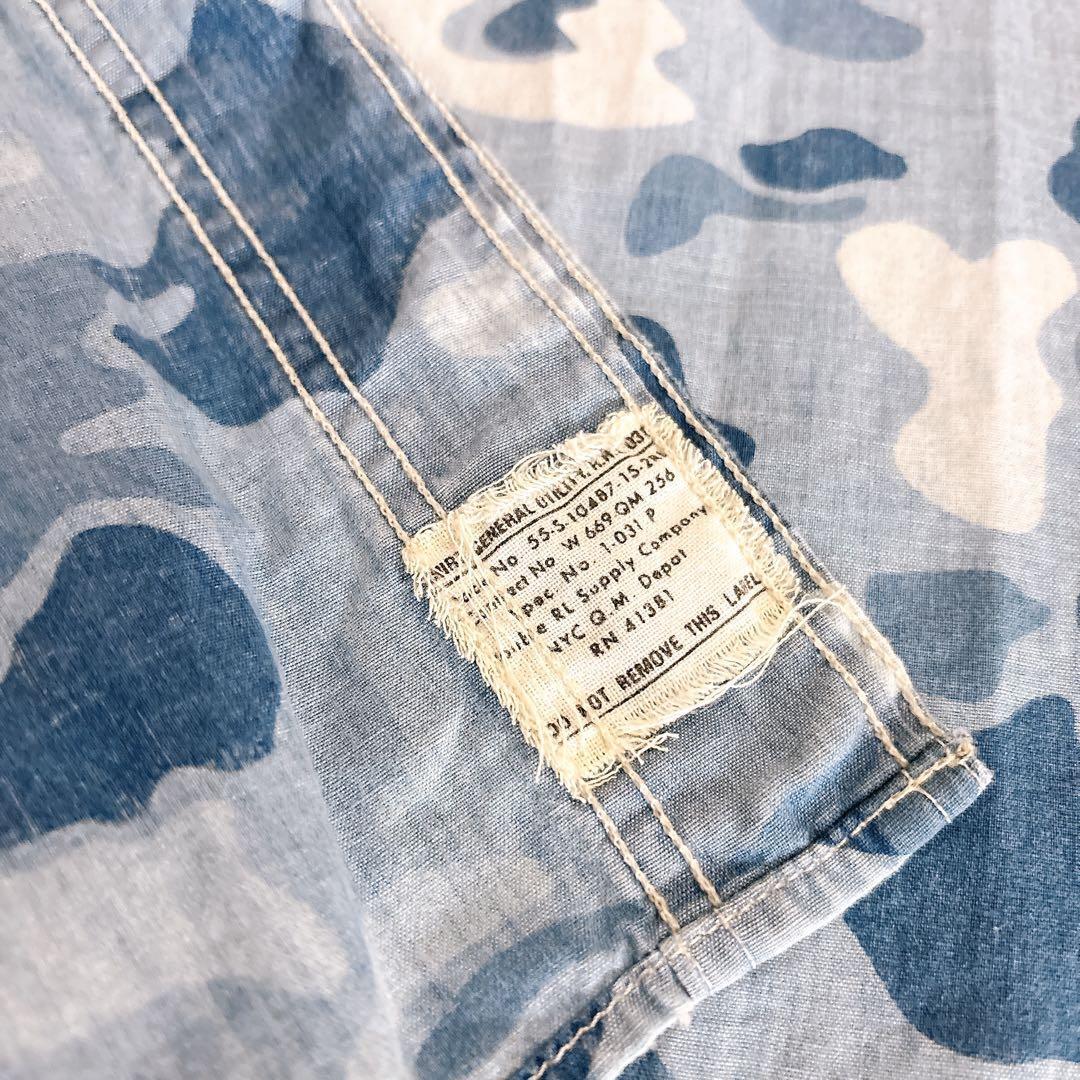 GENERAL UTILITY.
No 55-S-10487-15-2
No W 669 QM 256
No 1-031 P
RL Supply Company
NYC Q.M. Depot
RN 41381
DO NOT REMOVE THIS LABEL